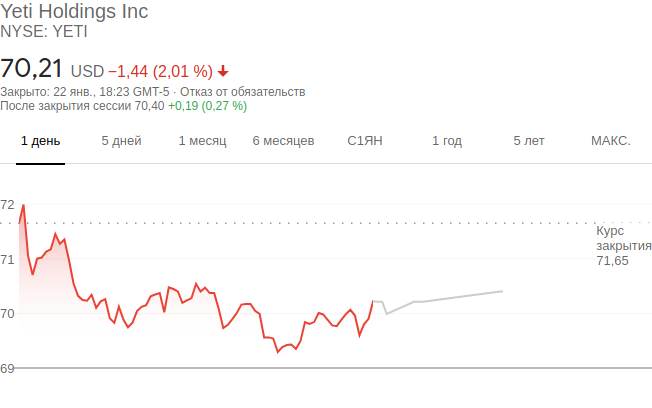 Yeti Holdings Inc
NYSE: YETI
70,21 USD −1,44 (2,01 %)
Закрыто: 22 янв., 18:23 GMT-5 · Отказ от обязательств
После закрытия сессии 70,40 +0,19 (0,27 %)
1 день 5 дней 1 месяц 6 месяцев С1ЯН 1 год 5 лет МАКС.
72
Курс
закрытия
71,65
71
70
69